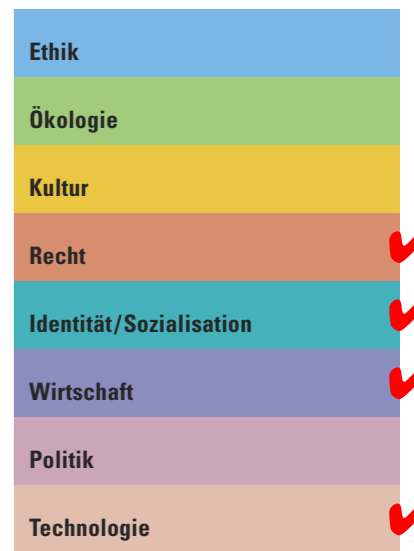 Ethik
Ökologie
Kultur
Recht
Identität/Sozialisation
Wirtschaft
Politik
Technologie